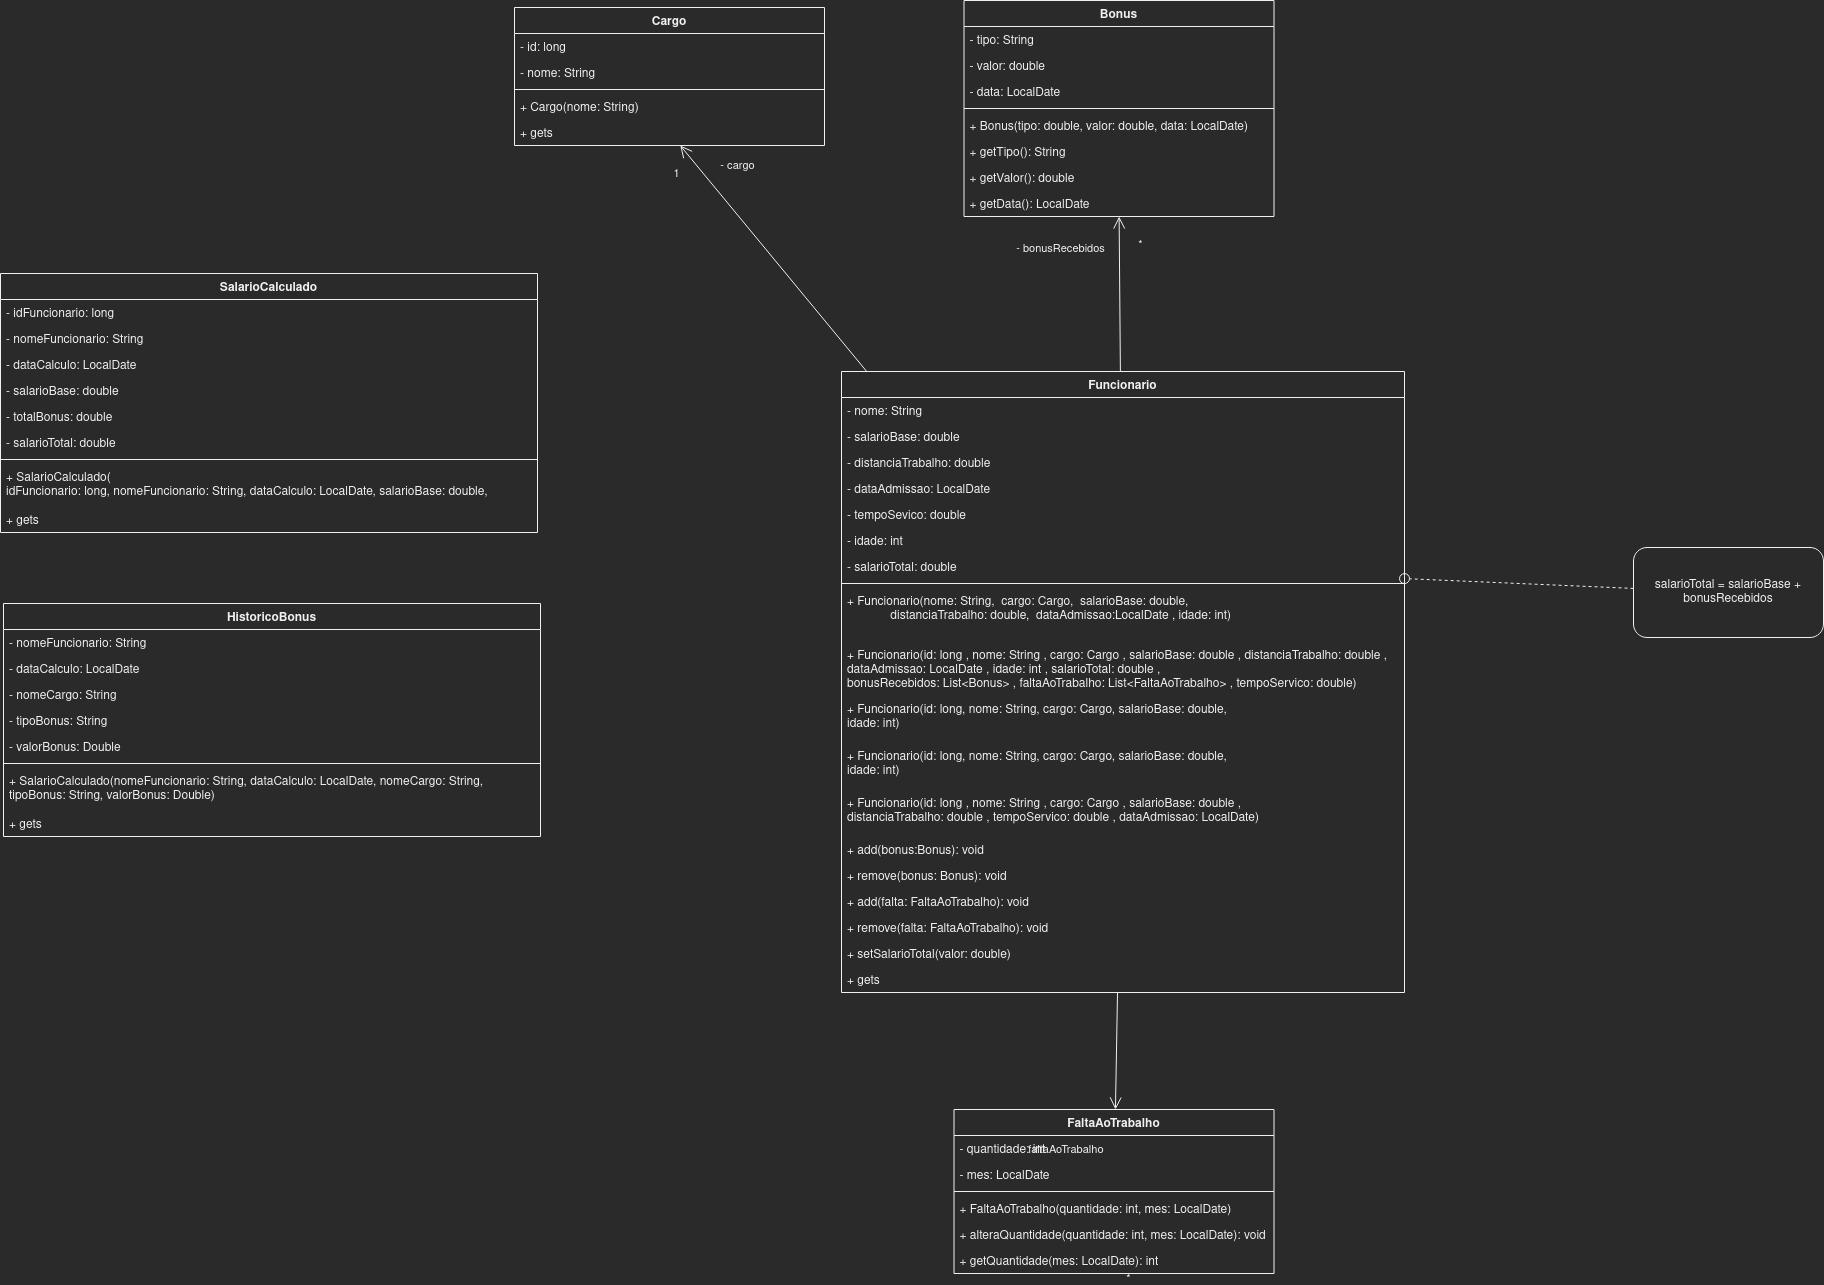 Cargo
- id: long
- nome: String
+ Cargo(nome: String)
+ gets
1
- cargo
Bonus
- tipo: String
- valor: double
- data: LocalDate
+ Bonus(tipo: double, valor: double, data: LocalDate)
+ getTipo(): String
+ getValor(): double
+ getData(): LocalDate
- bonusRecebidos
*
SalarioCalculado
- idFuncionario: long
- nomeFuncionario: String
- dataCalculo: LocalDate
- salarioBase: double
- totalBonus: double
- salarioTotal: double
+ SalarioCalculado(
idFuncionario: long, nomeFuncionario: String, dataCalculo: LocalDate, salarioBase: double,
+ gets
HistoricoBonus
- nomeFuncionario: String
- dataCalculo: LocalDate
- nomeCargo: String
- tipoBonus: String
- valorBonus: Double
+ SalarioCalculado(nomeFuncionario: String, dataCalculo: LocalDate, nomeCargo: String,
tipoBonus: String, valorBonus: Double)
+ gets
Funcionario
- nome: String
- salarioBase: double
- distanciaTrabalho: double
- dataAdmissao: LocalDate
- tempoSevico: double
- idade: int
- salarioTotal: double
+ Funcionario(nome: String,  cargo: Cargo,  salarioBase: double,
distanciaTrabalho: double,  dataAdmissao:LocalDate , idade: int)
+ Funcionario(id: long , nome: String , cargo: Cargo , salarioBase: double , distanciaTrabalho: double ,
dataAdmissao: LocalDate , idade: int , salarioTotal: double ,
bonusRecebidos: List<Bonus> , faltaAoTrabalho: List<FaltaAoTrabalho> , tempoServico: double)
+ Funcionario(id: long, nome: String, cargo: Cargo, salarioBase: double,
idade: int)
+ Funcionario(id: long, nome: String, cargo: Cargo, salarioBase: double,
idade: int)
+ Funcionario(id: long , nome: String , cargo: Cargo , salarioBase: double ,
distanciaTrabalho: double , tempoServico: double , dataAdmissao: LocalDate)
+ add(bonus:Bonus): void
+ remove(bonus: Bonus): void
+ add(falta: FaltaAoTrabalho): void
+ remove(falta: FaltaAoTrabalho): void
+ setSalarioTotal(valor: double)
+ gets
salarioTotal = salarioBase +
bonusRecebidos
FaltaAoTrabalho
- quantidade: int
faltaAoTrabalho
- mes: LocalDate
+ FaltaAoTrabalho(quantidade: int, mes: LocalDate)
+ alteraQuantidade(quantidade: int, mes: LocalDate): void
+ getQuantidade(mes: LocalDate): int
*